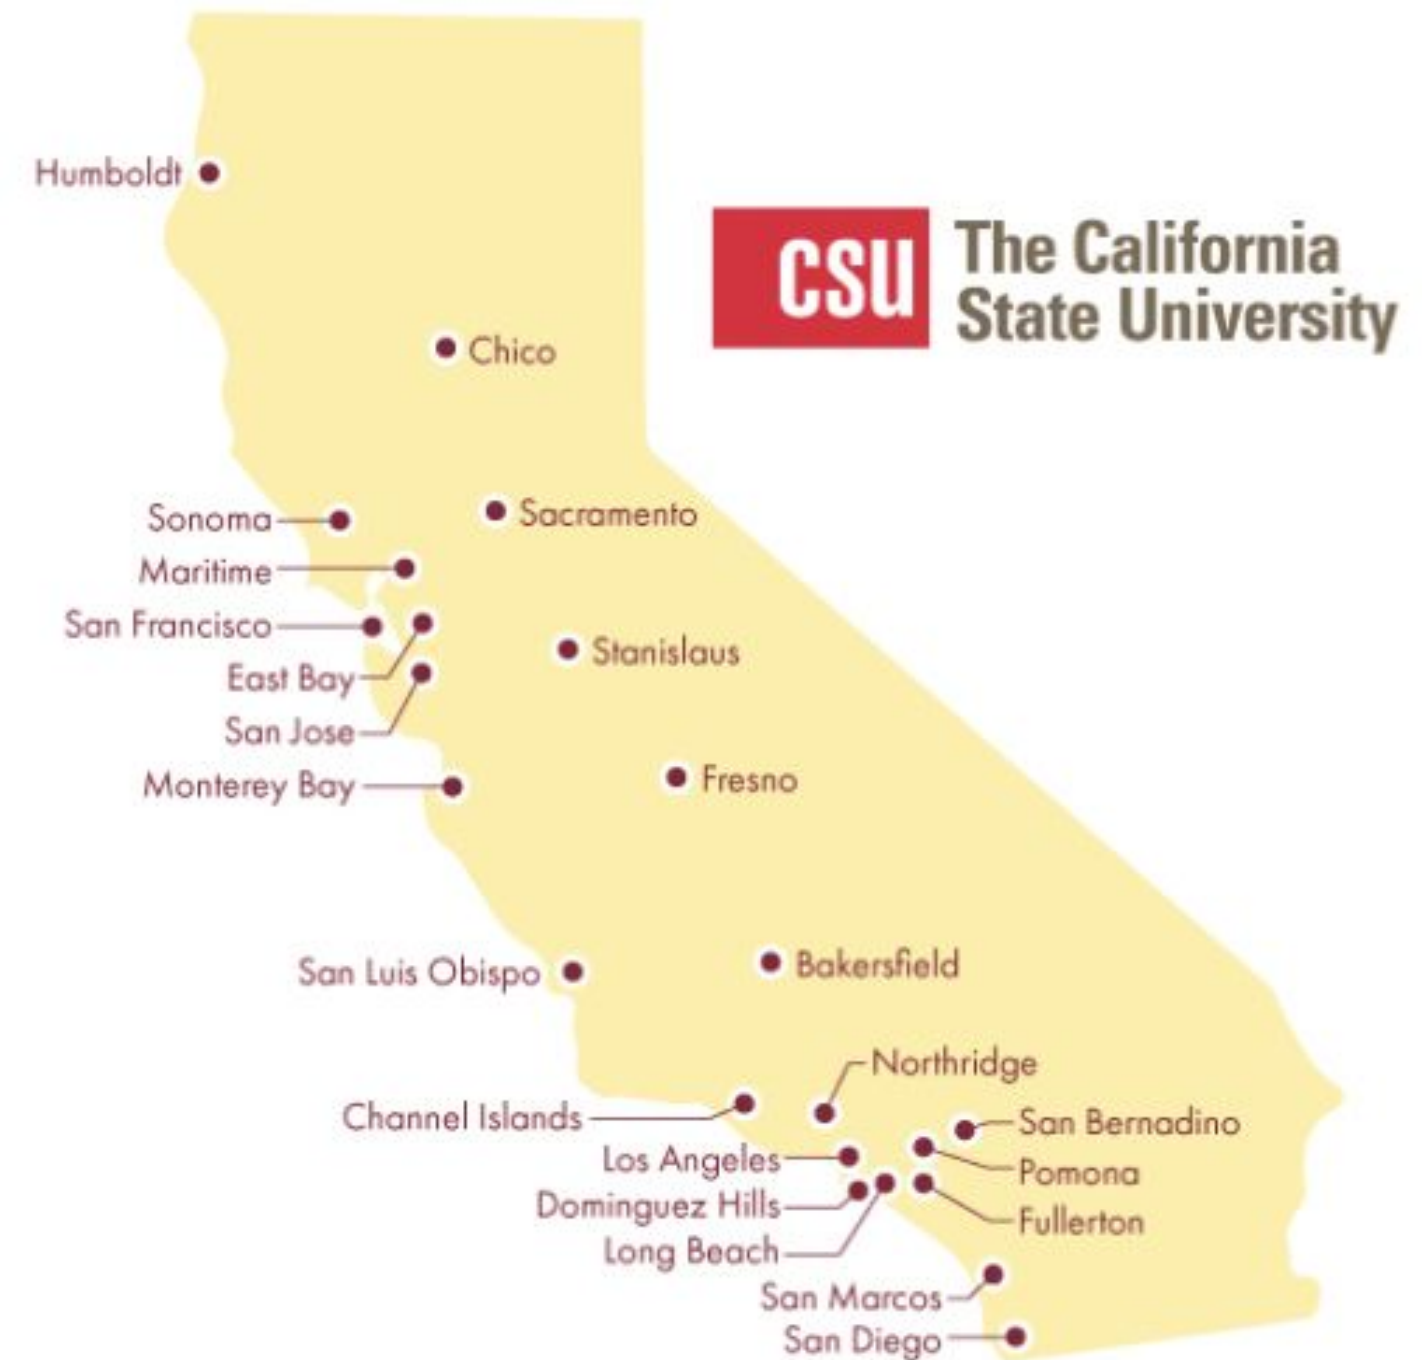 Humboldt
CSU
The California
State University
Chico
Sonoma
Sacramento
Maritime
San Francisco
Stanislaus
East Bay
San Jose
Monterey Bay
Fresno
San Luis Obispo
Bakersfield
Northridge
Channel Islands
San Bernadino
Los Angeles
Pomona
Dominguez Hills
Fullerton
Long Beach
San Marcos
San Diego